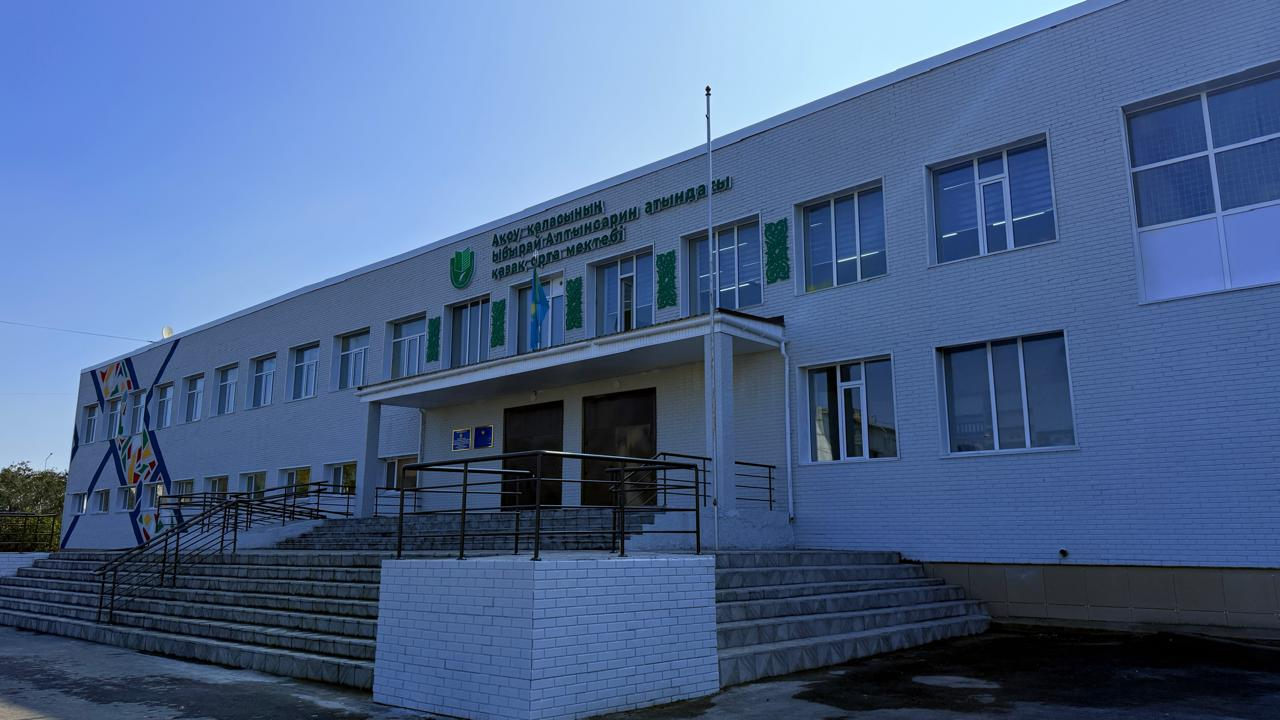 Ақсу қаласының
Ыбырай Алтынсарин атындағы
қазақ орта мектебі